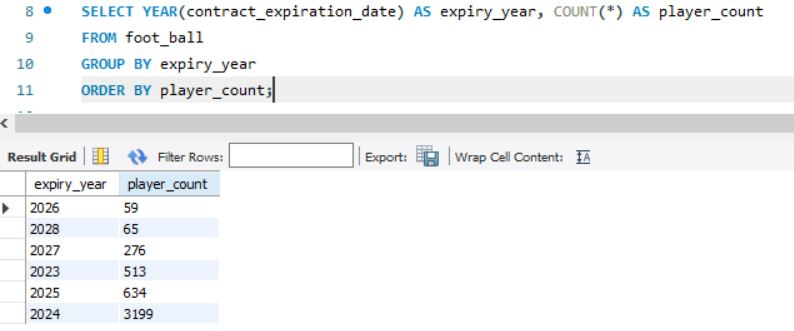 8 SELECT YEAR(contract_expiration_date) AS expiry_year, COUNT(*) AS player_count
9 FROM foot_ball
10 GROUP BY expiry_year
11 ORDER BY player_count;
Result Grid Filter Rows: Export: Wrap Cell Content: IA
expiry_year player_count
2026 59
2028 65
2027 276
2023 513
2025 634
2024 3199